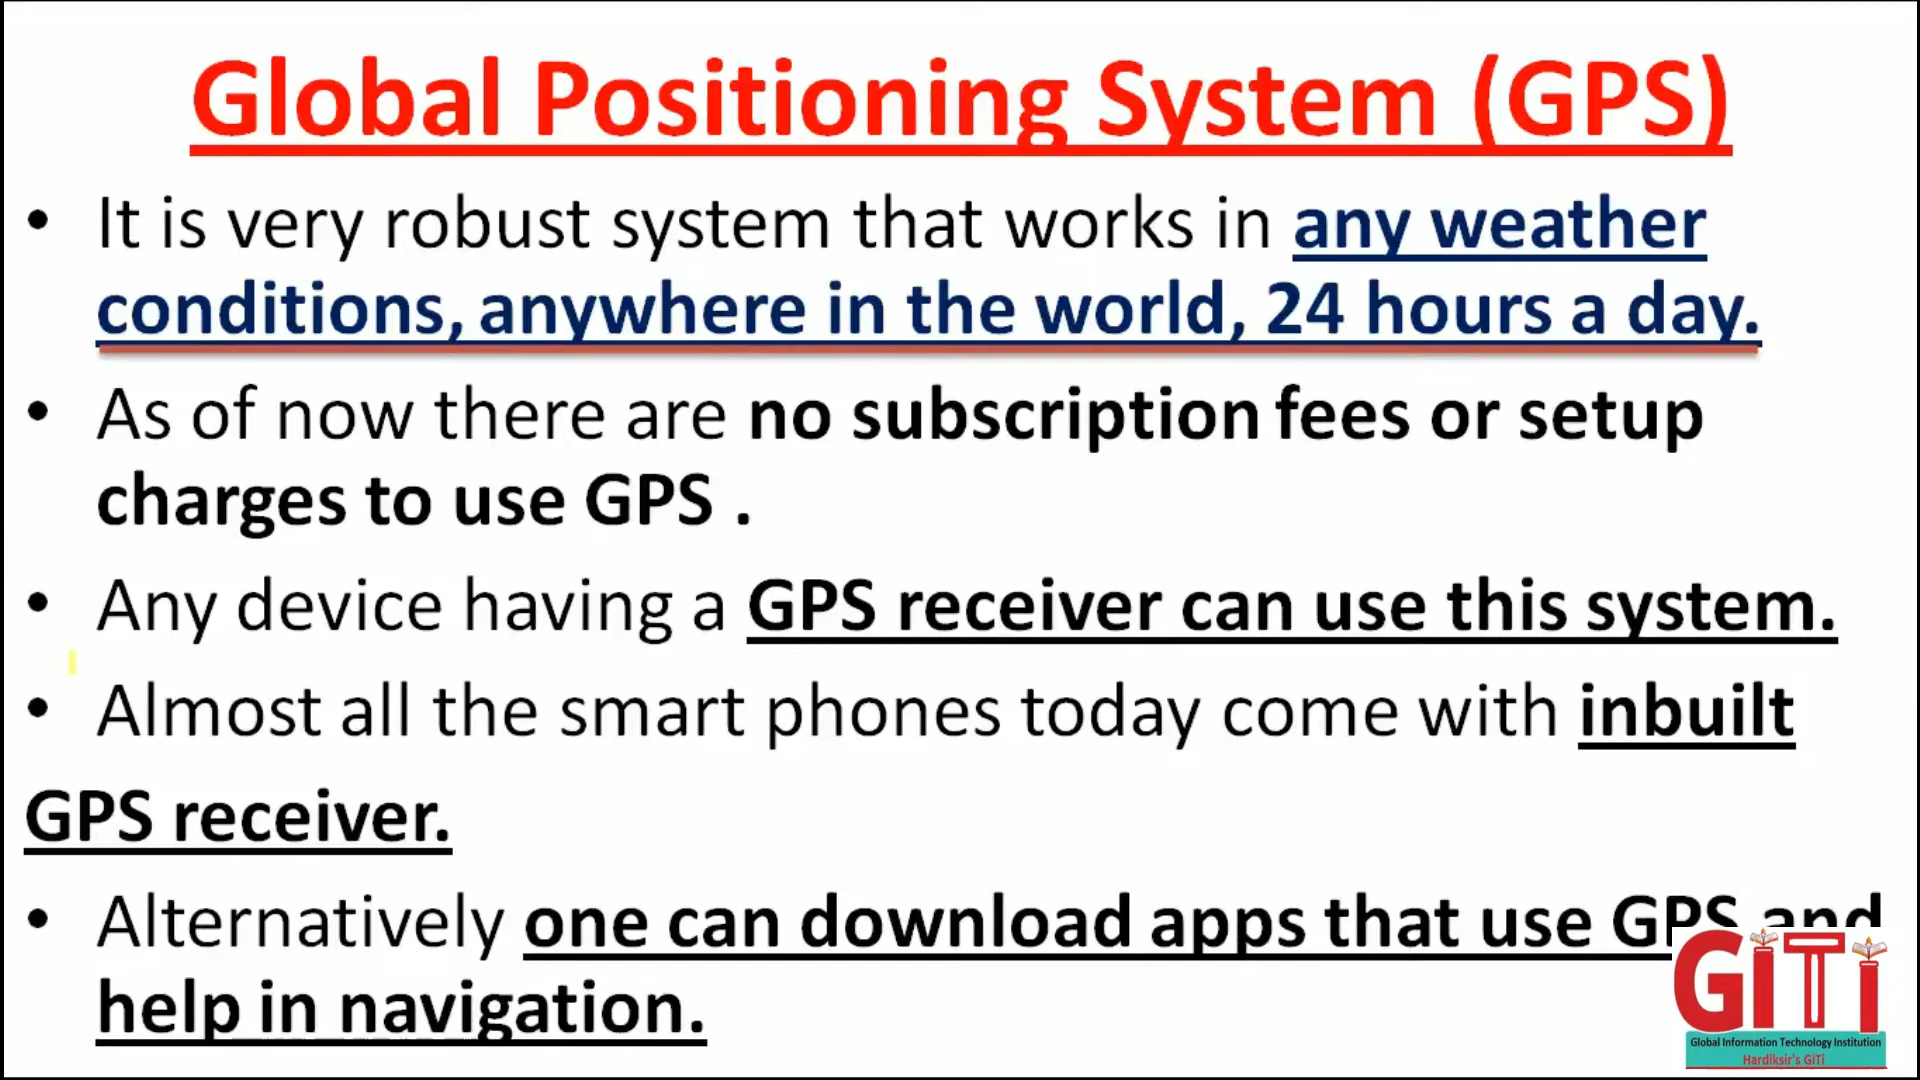 Global Positioning System (GPS)
• It is very robust system that works in any weather
conditions, anywhere in the world, 24 hours a day.
• As of now there are no subscription fees or setup
charges to use GPS .
• Any device having a GPS receiver can use this system.
• Almost all the smart phones today come with inbuilt
GPS receiver.
• Alternatively one can download apps that use GPS and
help in navigation.
GiTi
Global Information Technology Institution
Hardiksir's GiTi